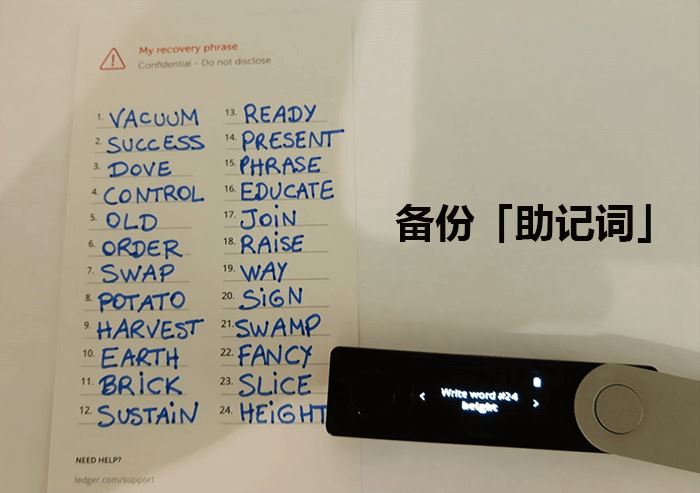 My recovery phrase
Confidential - Do not disclose
1. VACUUM
2. SUCCESS
3. DOVE
4. CONTROL
5. OLD
6. ORDER
7. SWAP
8. POTATO
9. HARVEST
10. EARTH
11. BRiCK
12. SUSTAiN
13. READY
14. PRESENT
15. PHRASE
16. EDUCATE
17. JOiN
18. RAiSE
19. WAY
20. SiGN
21. SWAMP
22. FANCY
23. SLiCE
24. HEiGHT
NEED HELP?
ledger.com/support
备份「助记词」
Write word #24
height